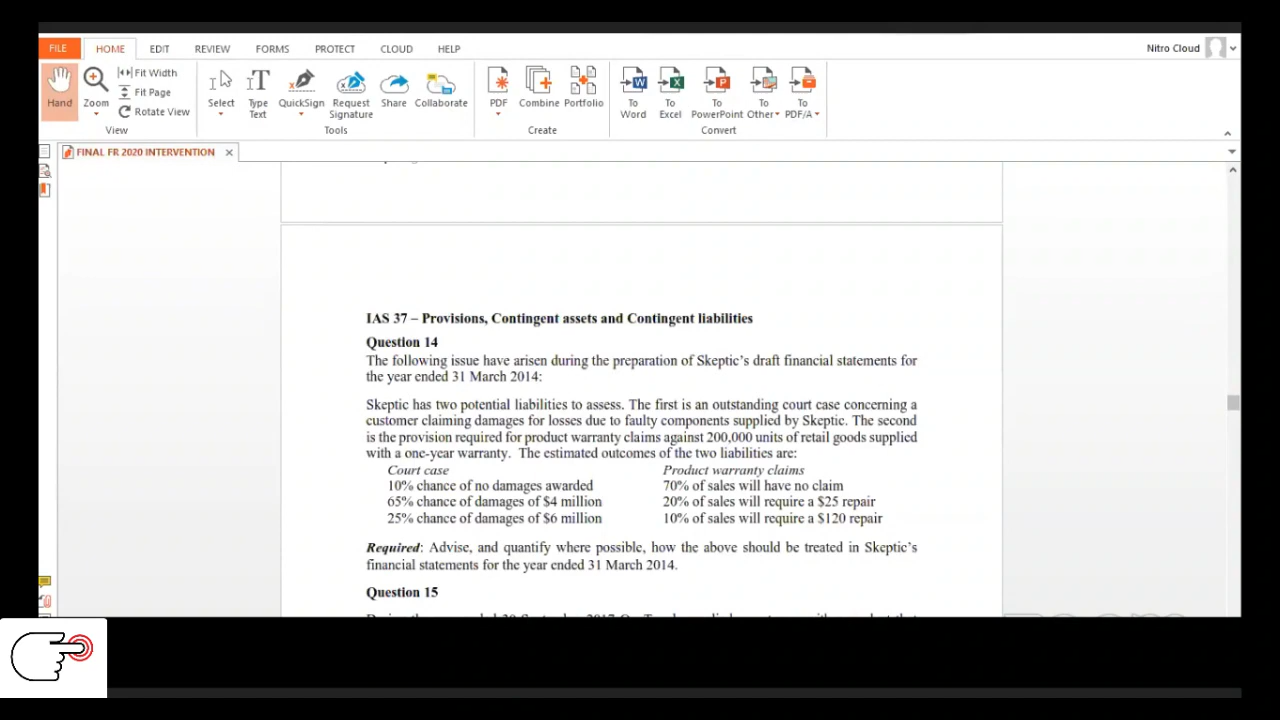 FILE HOME EDIT REVIEW FORMS PROTECT CLOUD HELP Nitro Cloud
Hand Zoom Fit Width Fit Page Rotate View
View
Select Type Text QuickSign Request Signature Share Collaborate
Tools
PDF Combine Portfolio
Create
To Word To Excel To PowerPoint To Other To PDF/A
Convert
FINAL FR 2020 INTERVENTION
IAS 37 – Provisions, Contingent assets and Contingent liabilities
Question 14
The following issue have arisen during the preparation of Skeptic's draft financial statements for
the year ended 31 March 2014:
Skeptic has two potential liabilities to assess. The first is an outstanding court case concerning a
customer claiming damages for losses due to faulty components supplied by Skeptic. The second
is the provision required for product warranty claims against 200,000 units of retail goods supplied
with a one-year warranty. The estimated outcomes of the two liabilities are:
Court case Product warranty claims
10% chance of no damages awarded 70% of sales will have no claim
65% chance of damages of $4 million 20% of sales will require a $25 repair
25% chance of damages of $6 million 10% of sales will require a $120 repair
Required: Advise, and quantify where possible, how the above should be treated in Skeptic's
financial statements for the year ended 31 March 2014.
Question 15